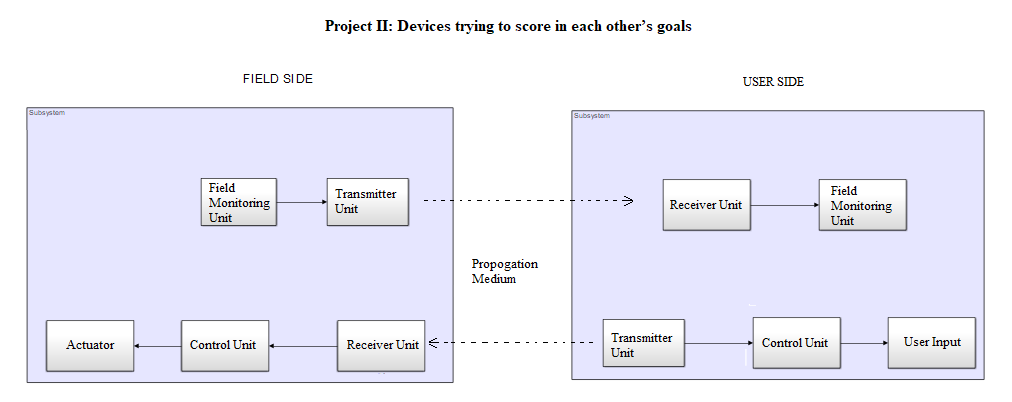 Project II: Devices trying to score in each other’s goals
FIELD SIDE
USER SIDE
Subsystem
Field
Monitoring
Unit
Transmitter
Unit
Actuator
Control Unit
Receiver Unit
Propogation
Medium
Subsystem
Receiver Unit
Field
Monitoring
Unit
Transmitter
Unit
Control Unit
User Input